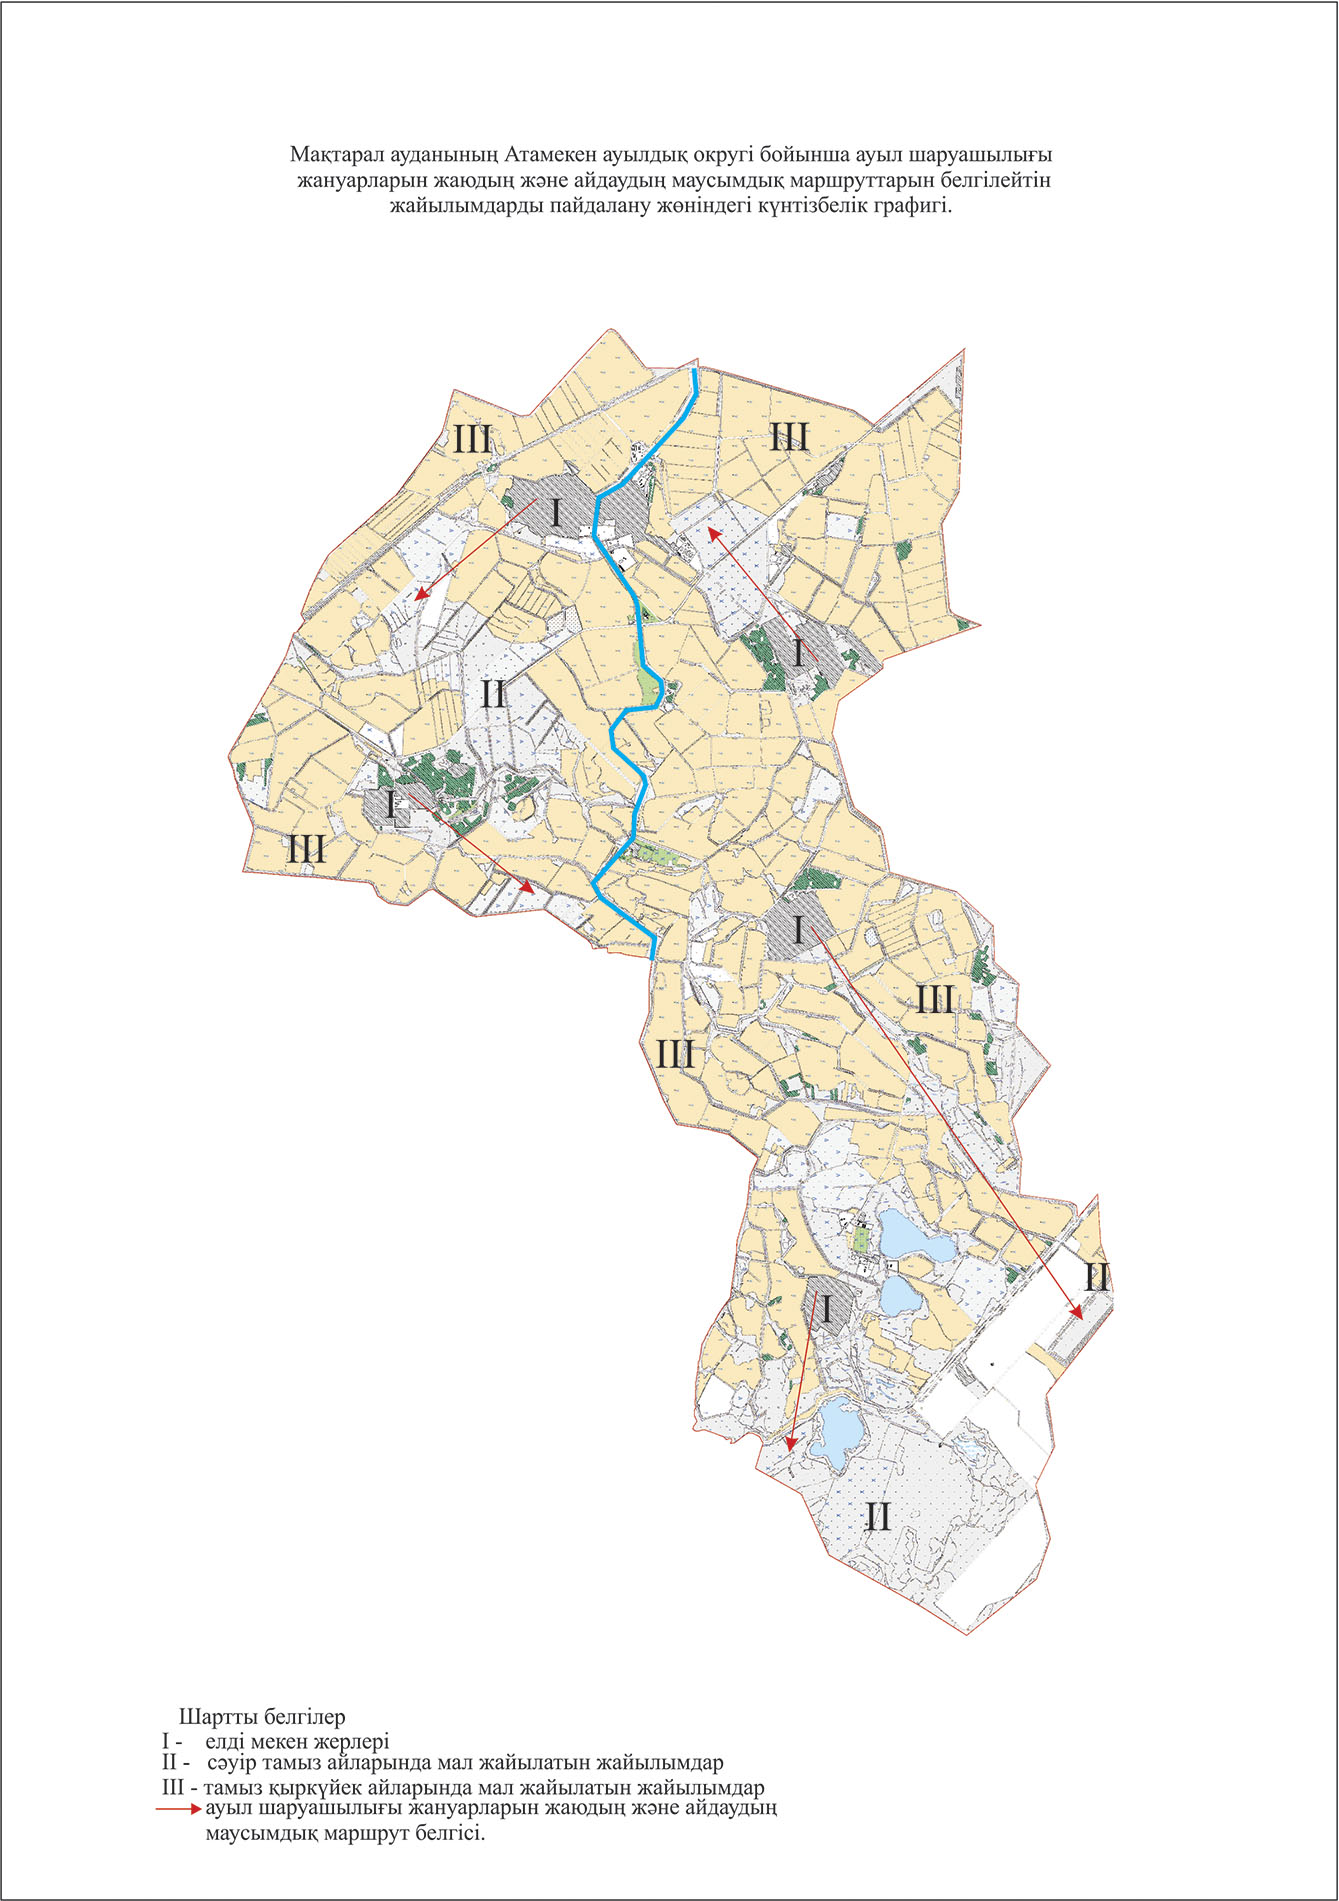 Мақтарал ауданының Атамекен ауылдық округі бойынша ауыл шаруашылығы
жануарларын жаюдың және айдаудың маусымдық маршруттарын белгілейтін
жайылымдарды пайдалану жөніндегі күнтізбелік графигі.
III
III
I
I
II
I
III
I
III
III
II
I
II
Шартты белгілер
I - елді мекен жерлері
II - сәуір тамыз айларында мал жайылатын жайылымдар
III - тамыз қыркүйек айларында мал жайылатын жайылымдар
ауыл шаруашылығы жануарларын жаюдың және айдаудың
маусымдық маршрут белгісі.